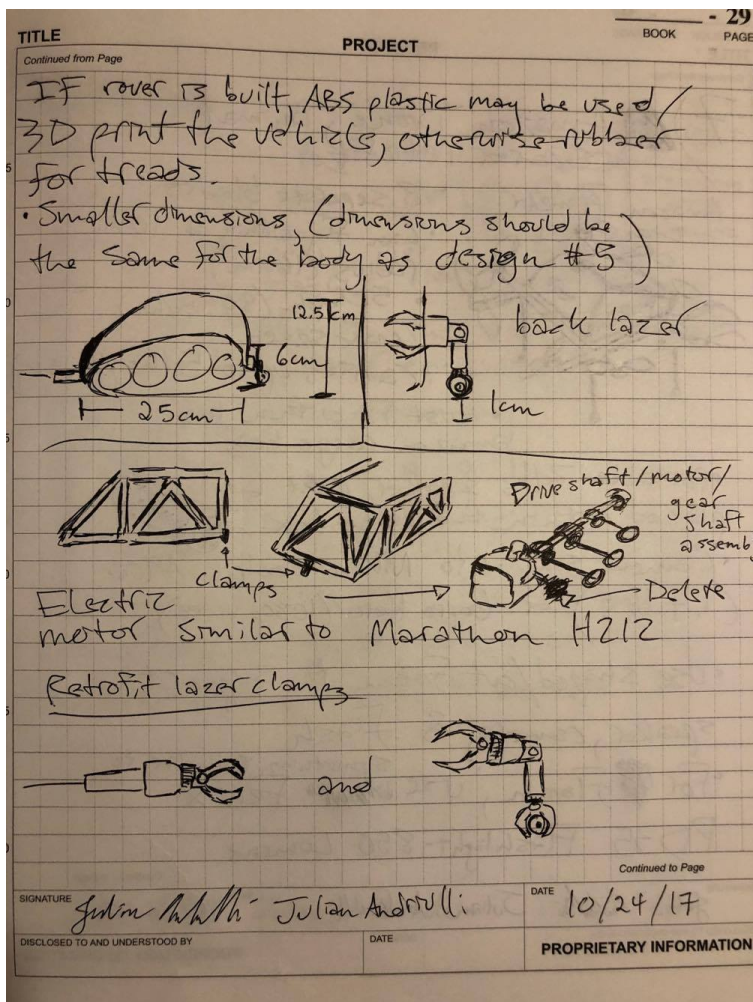 - 29
TITLE
PROJECT
BOOK
PAGE
Continued from Page
IF rover is built, ABS plastic may be used /
3D print the vehicle, otherwise rubber
for treads.
• Smaller dimensions, (dimensions should be
the same for the body as design #5)
12.5 cm
back lazer
6cm
25cm
1cm
Drive shaft/motor/
gear
shaft
assemb
clamps
Delete
Electric
motor similar to Marathon H212
Retrofit lazer clamps
and
Continued to Page
SIGNATURE
Julian Andriulli
DATE
10/24/17
DISCLOSED TO AND UNDERSTOOD BY
DATE
PROPRIETARY INFORMATION